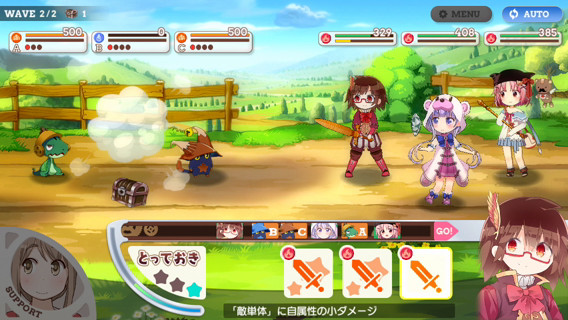 WAVE 2/2 1
MENU
AUTO
500
0
500
329
408
385
A
B
C
B C A GO!
とっておき
SUPPORT
「敵単体」に自属性の小ダメージ